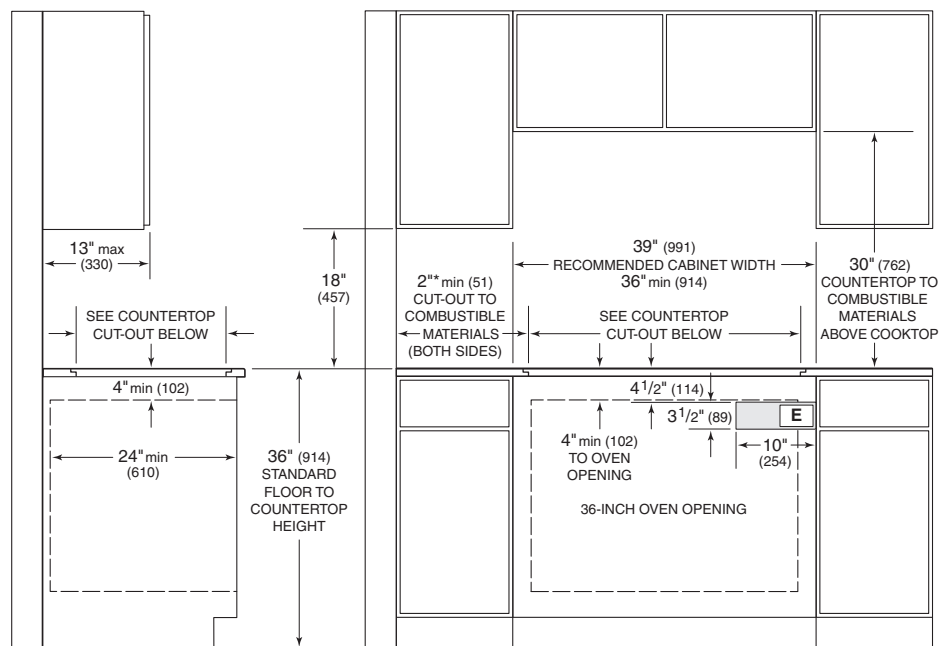 13" max
(330)
SEE COUNTERTOP
CUT-OUT BELOW
4" min (102)
24" min
(610)
18"
(457)
36" (914)
STANDARD
FLOOR TO
COUNTERTOP
HEIGHT
2"* min (51)
CUT-OUT TO
COMBUSTIBLE
MATERIALS
(BOTH SIDES)
39" (991)
RECOMMENDED CABINET WIDTH
36" min (914)
SEE COUNTERTOP
CUT-OUT BELOW
30" (762)
COUNTERTOP TO
COMBUSTIBLE
MATERIALS
ABOVE COOKTOP
4 1/2" (114)
3 1/2" (89)
E
10"
(254)
4" min (102)
TO OVEN
OPENING
36-INCH OVEN OPENING